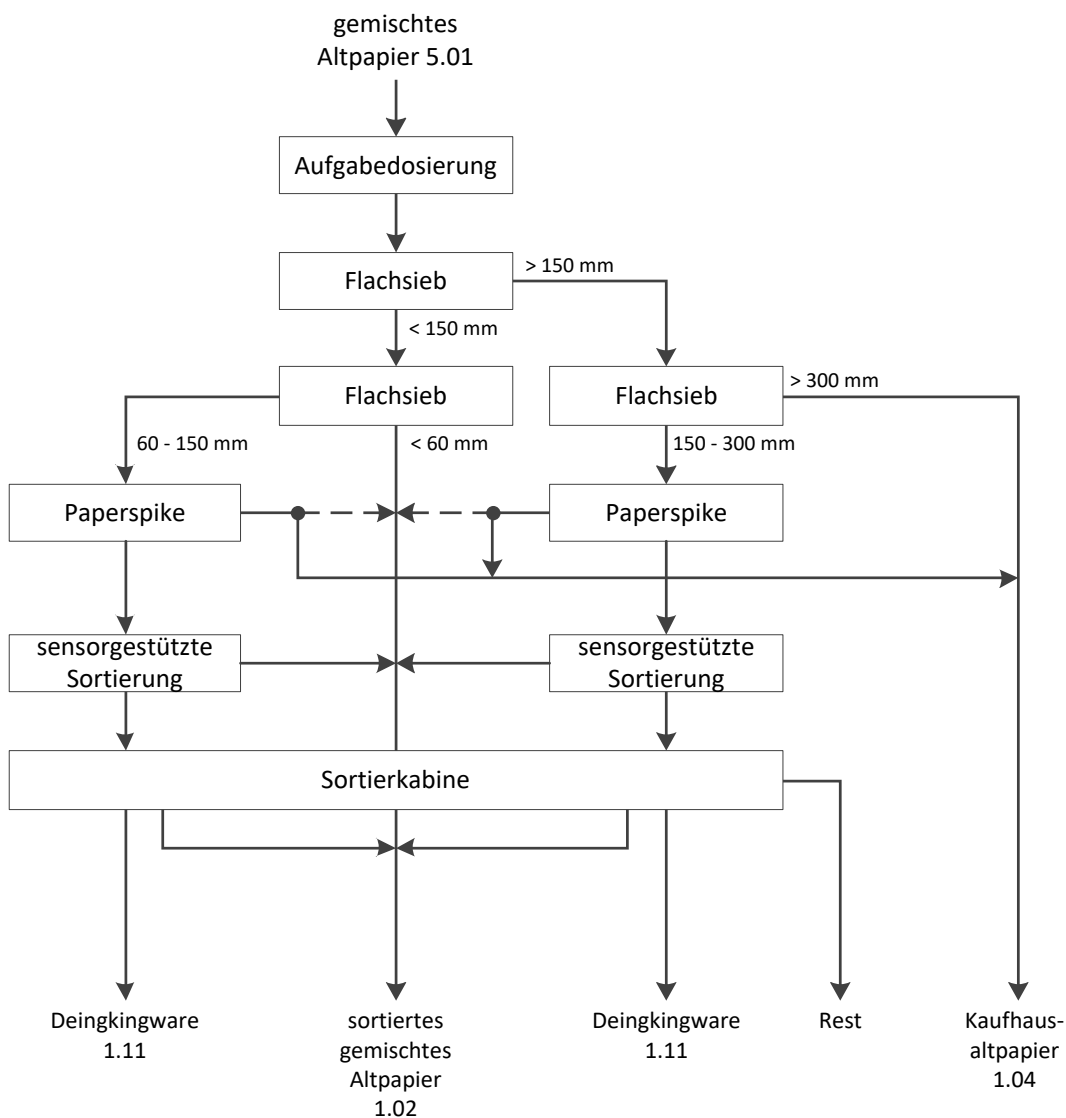 gemischtes
Altpapier 5.01
Aufgabedosierung
Flachsieb
> 150 mm
< 150 mm
Flachsieb
Flachsieb
> 300 mm
60 - 150 mm
< 60 mm
150 - 300 mm
Paperspike
Paperspike
sensorgestützte
Sortierung
sensorgestützte
Sortierung
Sortierkabine
Deingkingware
1.11
sortiertes
gemischtes
Altpapier
1.02
Deingkingware
1.11
Rest
Kaufhaus-
altpapier
1.04